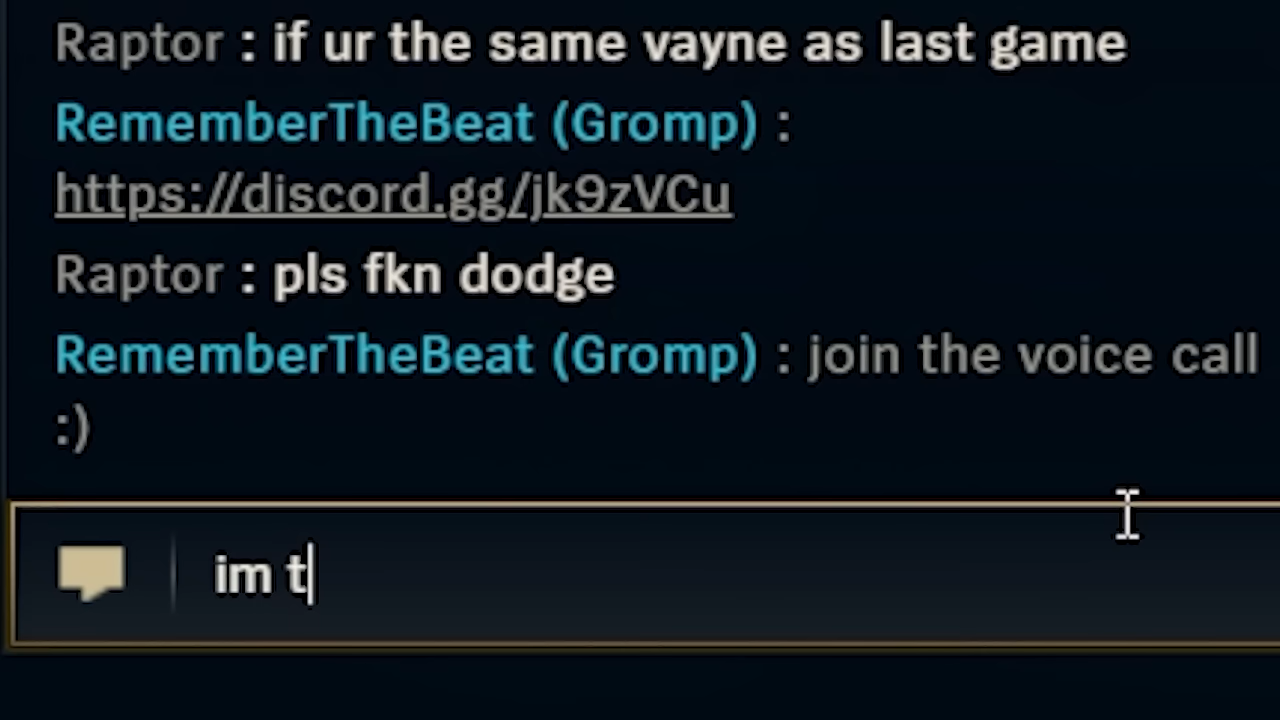 Raptor : if ur the same vayne as last game
RememberTheBeat (Gromp) :
https://discord.gg/jk9zVCu
Raptor : pls fkn dodge
RememberTheBeat (Gromp) : join the voice call
:)
im t